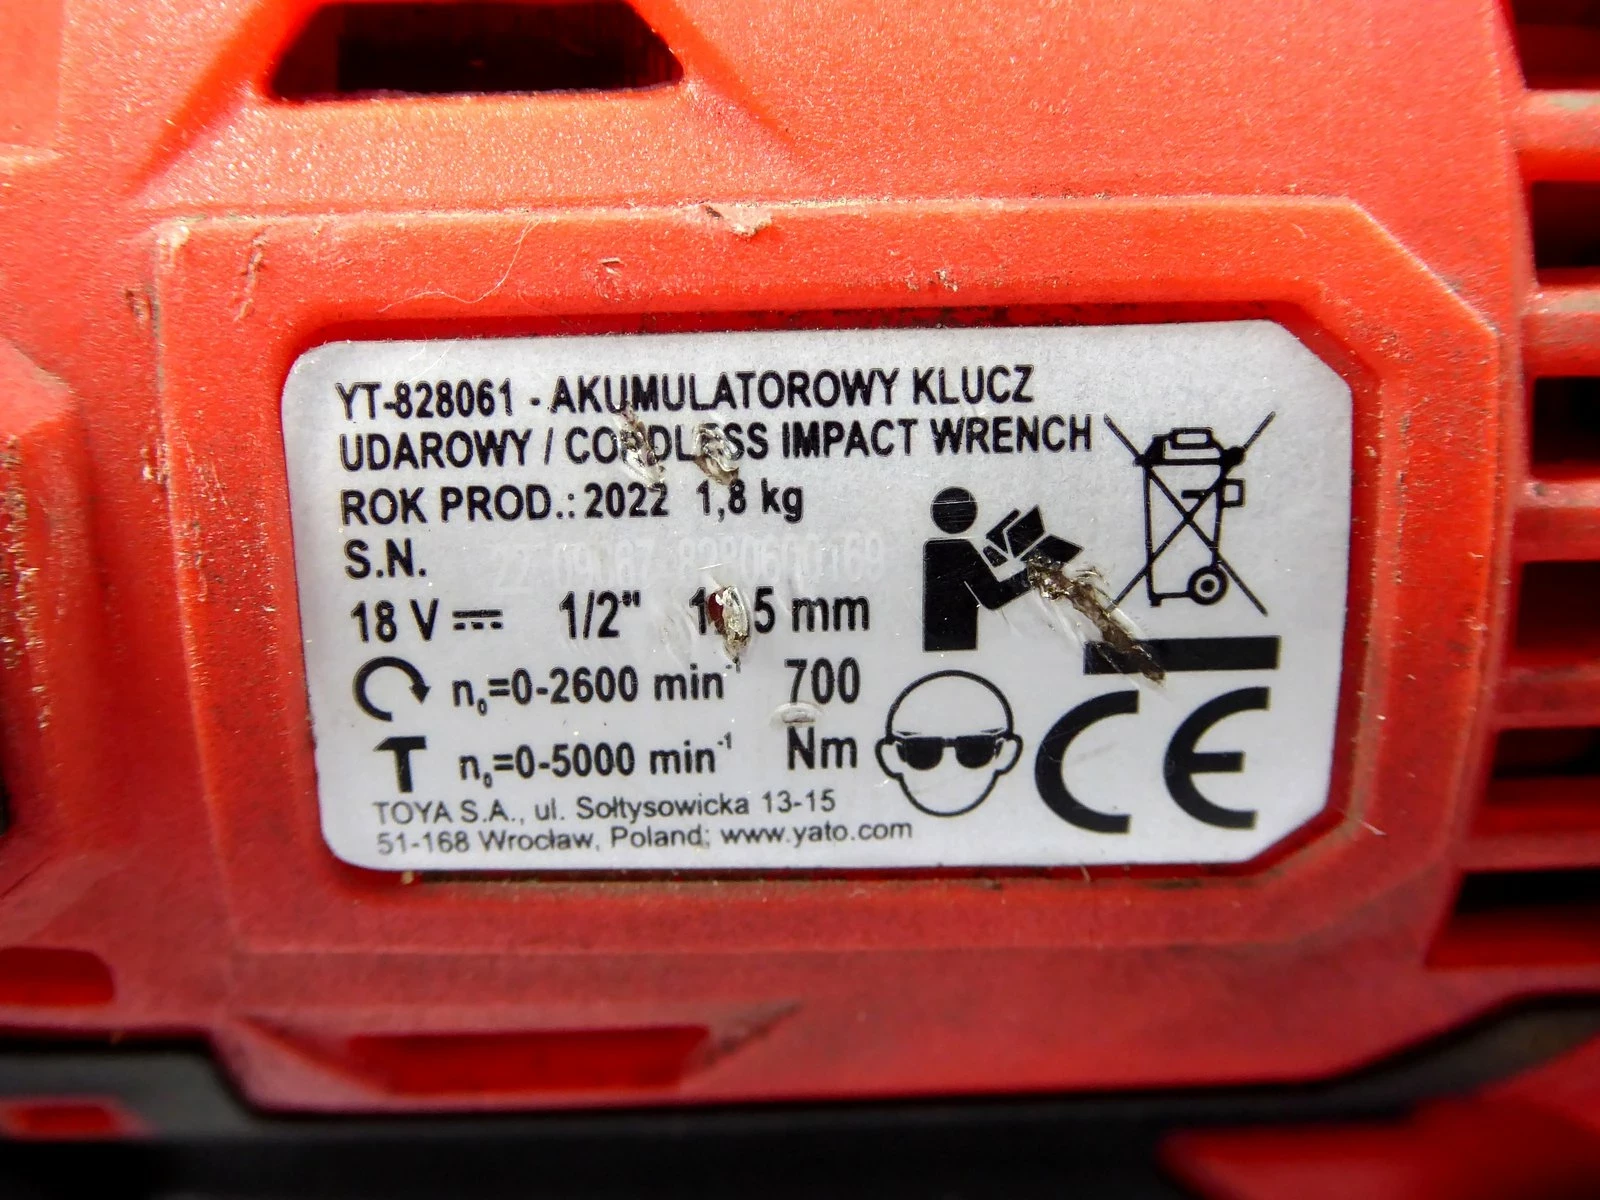 YT-828061 - AKUMULATOROWY KLUCZ
UDAROWY / CORDLESS IMPACT WRENCH
ROK PROD.: 2022 1,8 kg
S.N.
18 V ⎓ 1/2" mm
n₀=0-2600 min⁻¹ 700
n₀=0-5000 min⁻¹ Nm
TOYA S.A., ul. Sołtysowicka 13-15
51-168 Wrocław, Poland; www.yato.com
CE